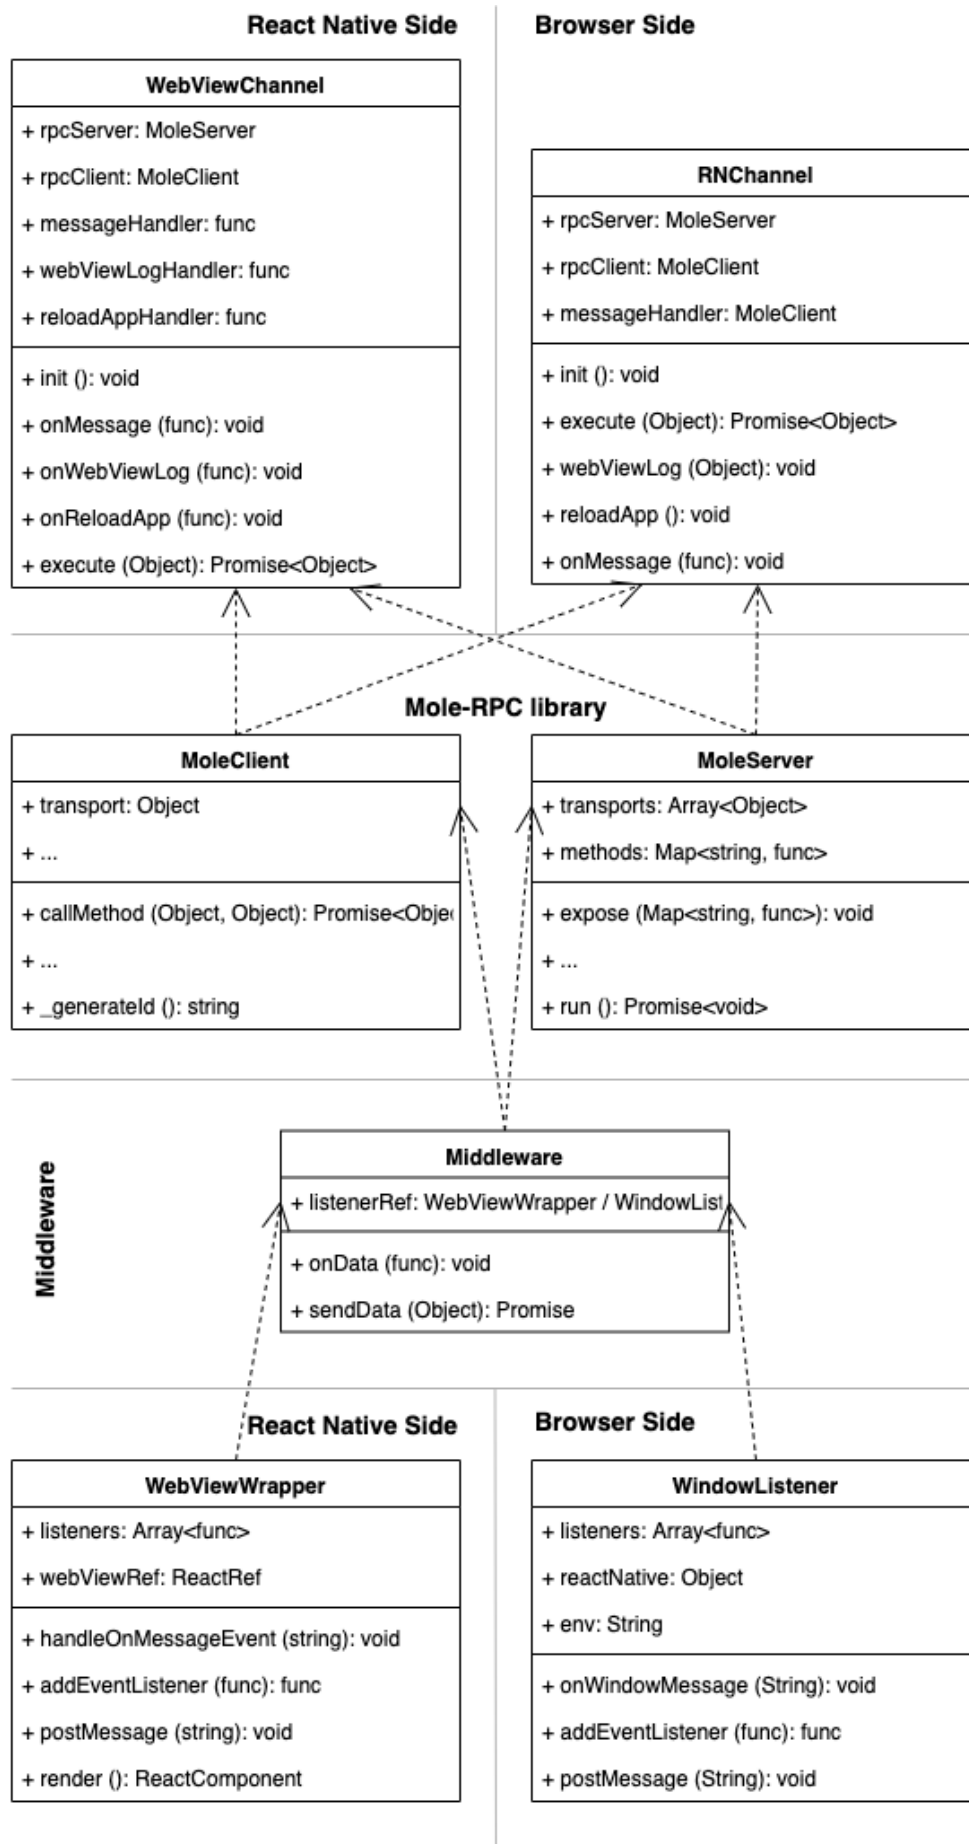 React Native Side
Browser Side
WebViewChannel
+ rpcServer: MoleServer
+ rpcClient: MoleClient
+ messageHandler: func
+ webViewLogHandler: func
+ reloadAppHandler: func
+ init (): void
+ onMessage (func): void
+ onWebViewLog (func): void
+ onReloadApp (func): void
+ execute (Object): Promise<Object>
RNChannel
+ rpcServer: MoleServer
+ rpcClient: MoleClient
+ messageHandler: MoleClient
+ init (): void
+ execute (Object): Promise<Object>
+ webViewLog (Object): void
+ reloadApp (): void
+ onMessage (func): void
Mole-RPC library
MoleClient
+ transport: Object
+ ...
+ callMethod (Object, Object): Promise<Obje
+ ...
+ _generateId (): string
MoleServer
+ transports: Array<Object>
+ methods: Map<string, func>
+ expose (Map<string, func>): void
+ ...
+ run (): Promise<void>
Middleware
Middleware
+ listenerRef: WebViewWrapper / WindowList
+ onData (func): void
+ sendData (Object): Promise
React Native Side
Browser Side
WebViewWrapper
+ listeners: Array<func>
+ webViewRef: ReactRef
+ handleOnMessageEvent (string): void
+ addEventListener (func): func
+ postMessage (string): void
+ render (): ReactComponent
WindowListener
+ listeners: Array<func>
+ reactNative: Object
+ env: String
+ onWindowMessage (String): void
+ addEventListener (func): func
+ postMessage (String): void